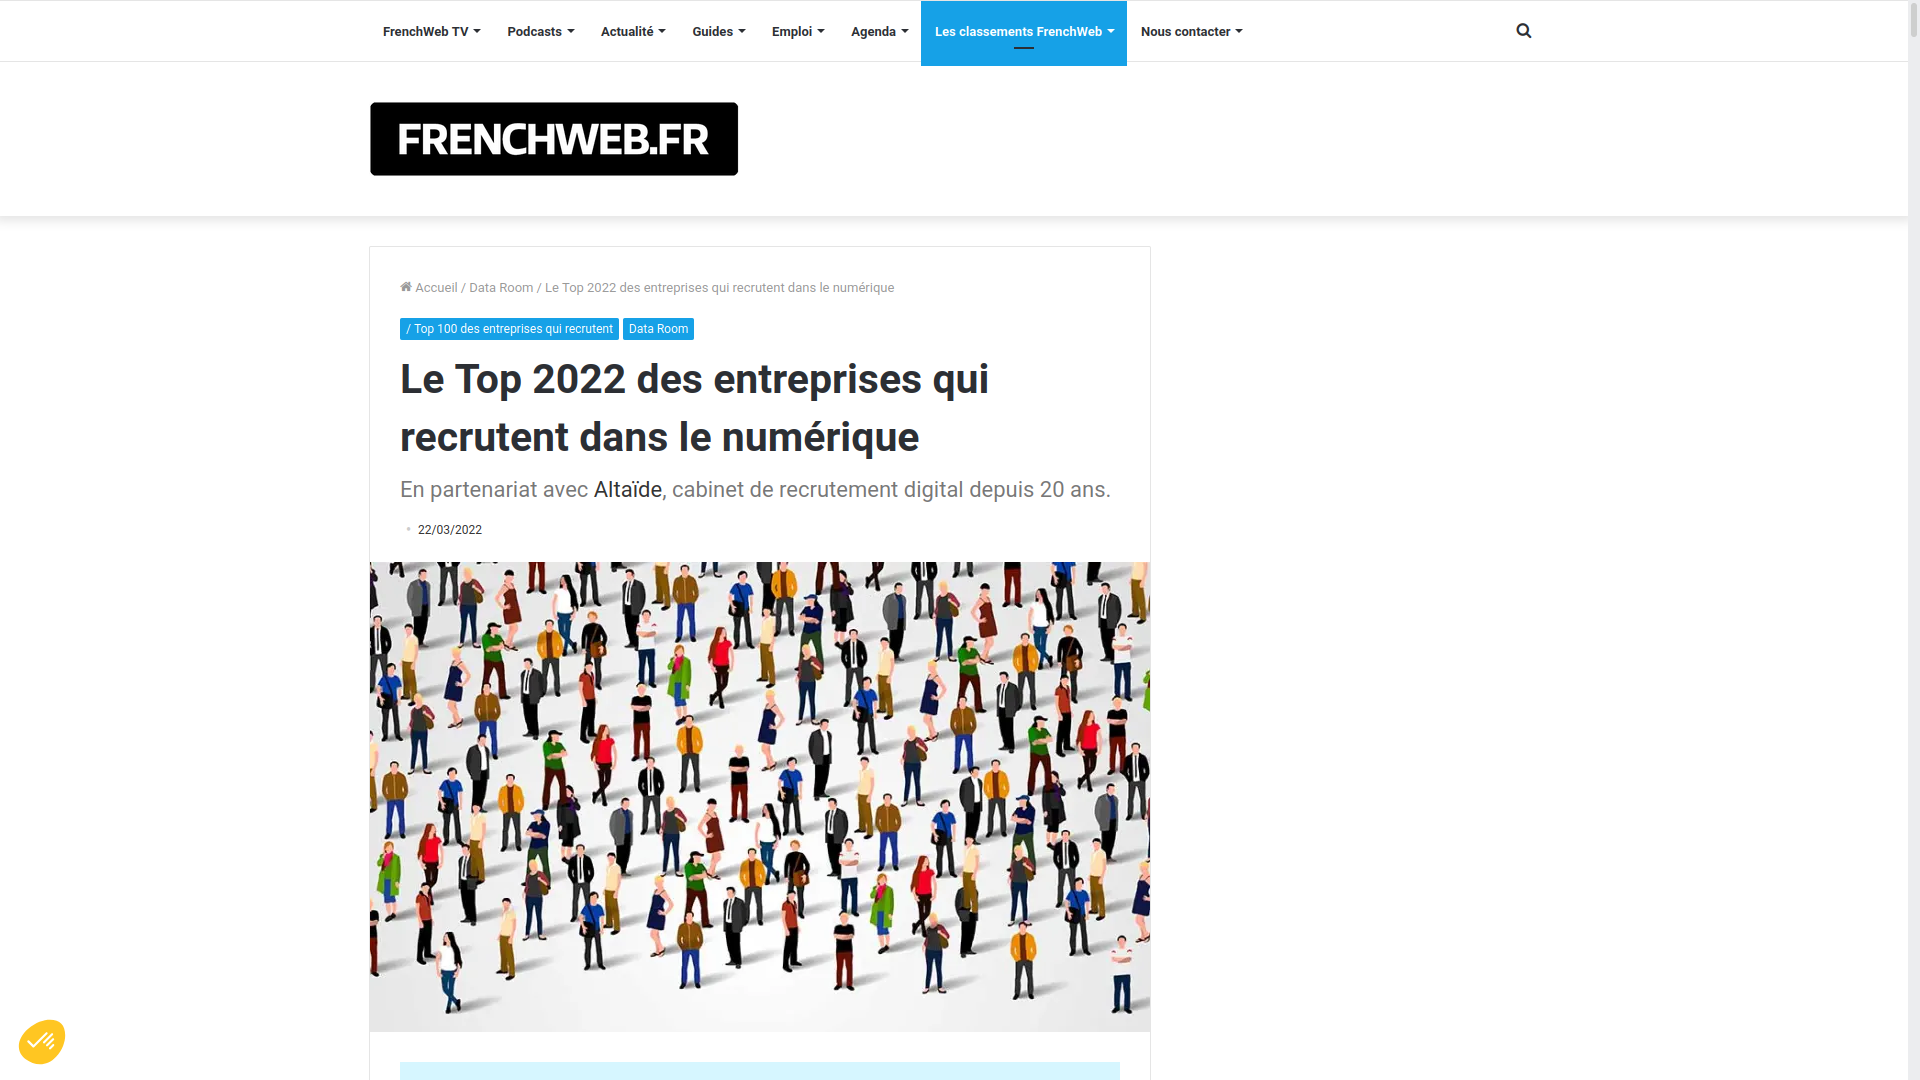 FrenchWeb TV Podcasts Actualité Guides Emploi Agenda Les classements FrenchWeb Nous contacter
FRENCHWEB.FR
Accueil / Data Room / Le Top 2022 des entreprises qui recrutent dans le numérique
/ Top 100 des entreprises qui recrutent Data Room
Le Top 2022 des entreprises qui
recrutent dans le numérique
En partenariat avec Altaïde, cabinet de recrutement digital depuis 20 ans.
22/03/2022